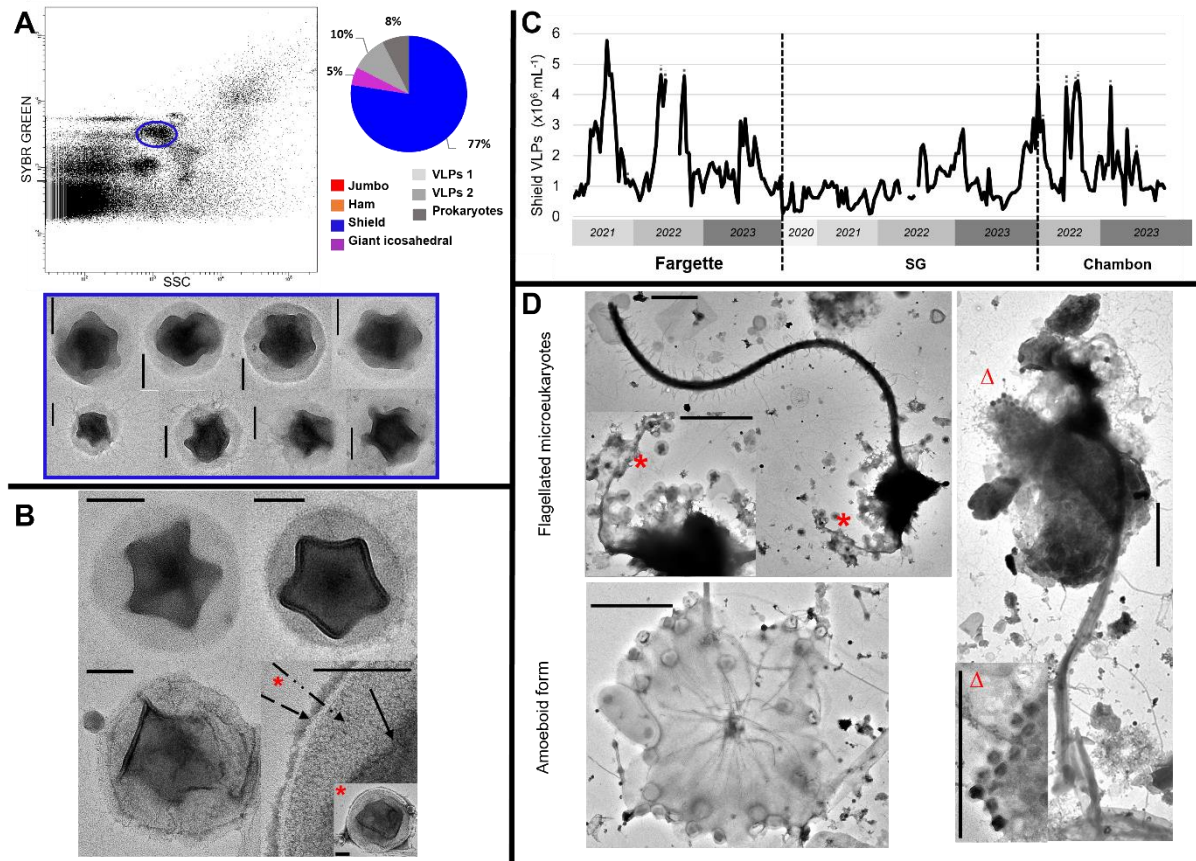 A
SYBR GREEN
SSC
8%
10%
5%
77%
Jumbo
Ham
Shield
Giant icosahedral
VLPs 1
VLPs 2
Prokaryotes
B
*
*
C
Shield VLPs (x10⁶.mL⁻¹)
6
5
4
3
2
1
0
2021
2022
2023
2020
2021
2022
2023
2022
2023
Fargette
SG
Chambon
D
Flagellated microeukaryotes
*
*
Δ
Δ
Amoeboid form